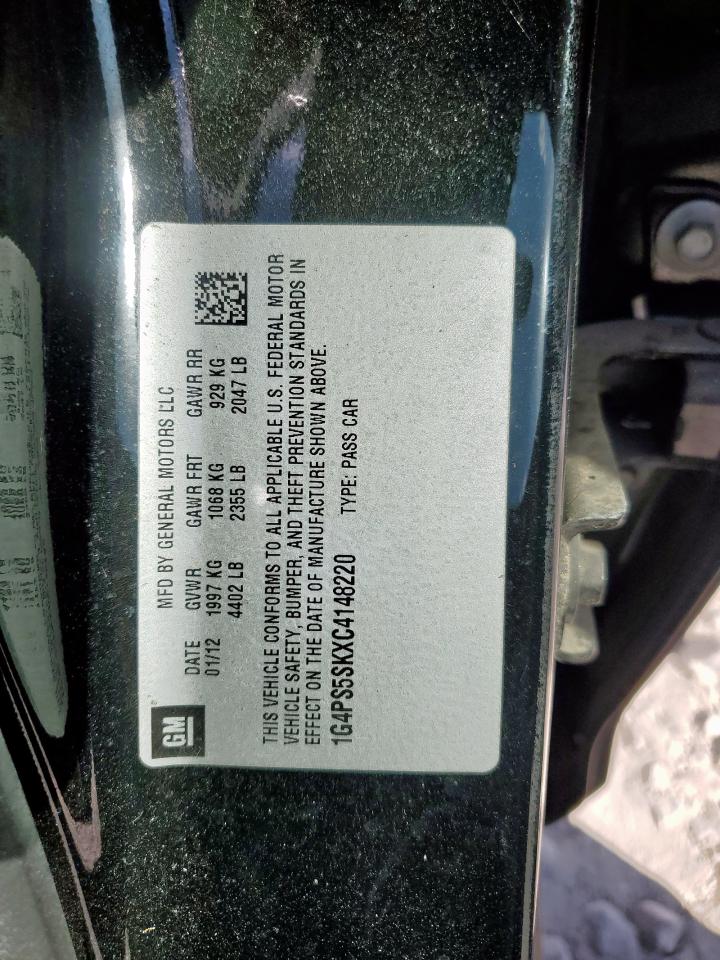 GM
MFD BY GENERAL MOTORS LLC
DATE GVWR GAWR FRT GAWR RR
01/12 1997 KG 1068 KG 929 KG
4402 LB 2355 LB 2047 LB
THIS VEHICLE CONFORMS TO ALL APPLICABLE U.S. FEDERAL MOTOR
VEHICLE SAFETY, BUMPER, AND THEFT PREVENTION STANDARDS IN
EFFECT ON THE DATE OF MANUFACTURE SHOWN ABOVE.
1G4PS5SKXC4148220 TYPE: PASS CAR